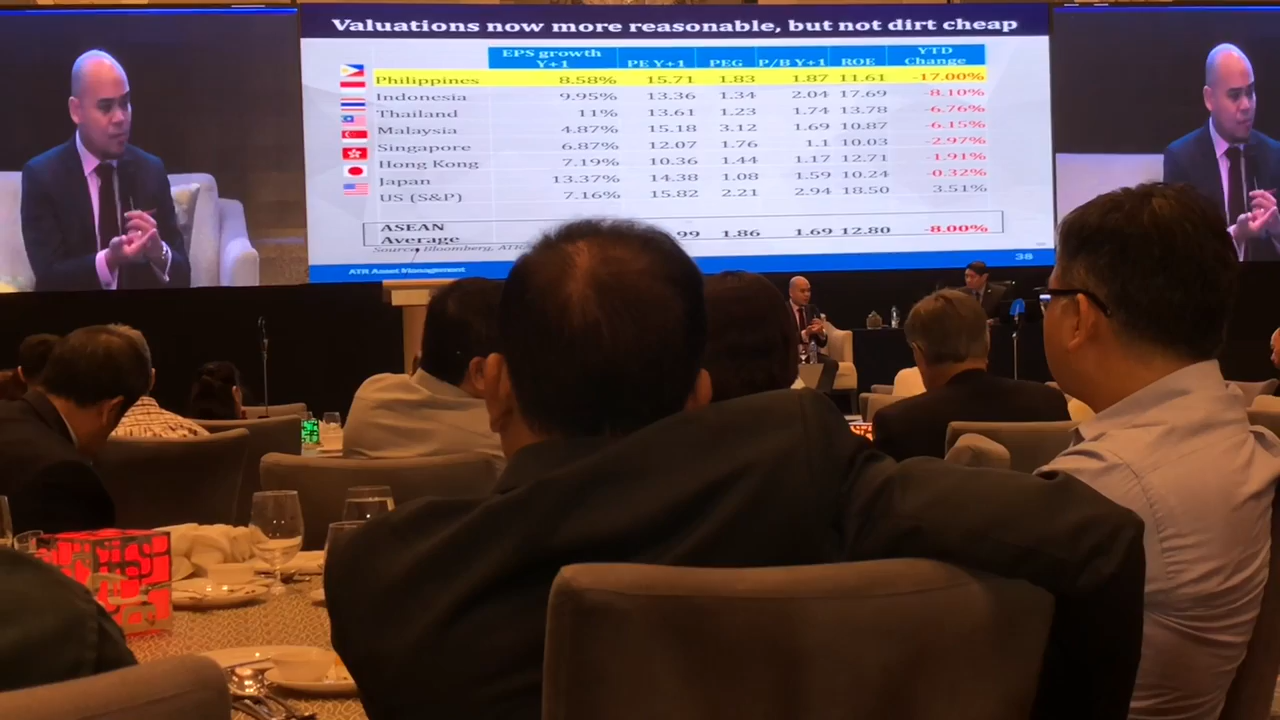 Valuations now more reasonable, but not dirt cheap
EPS growth Y+1 PE Y+1 PEG P/B Y+1 ROE YTD Change
Philippines 8.58% 15.71 1.83 1.87 11.61 -17.00%
Indonesia 9.95% 13.36 1.34 2.04 17.69 -8.10%
Thailand 11% 13.61 1.23 1.74 13.78 -6.76%
Malaysia 4.87% 15.18 3.12 1.69 10.87 -6.15%
Singapore 6.87% 12.07 1.76 1.1 10.03 -2.97%
Hong Kong 7.19% 10.36 1.44 1.17 12.71 -1.91%
Japan 13.37% 14.38 1.08 1.59 10.24 -0.32%
US (S&P) 7.16% 15.82 2.21 2.94 18.50 3.51%
ASEAN Average .99 1.86 1.69 12.80 -8.00%
Source: Bloomberg,
ATR Asset Management 38